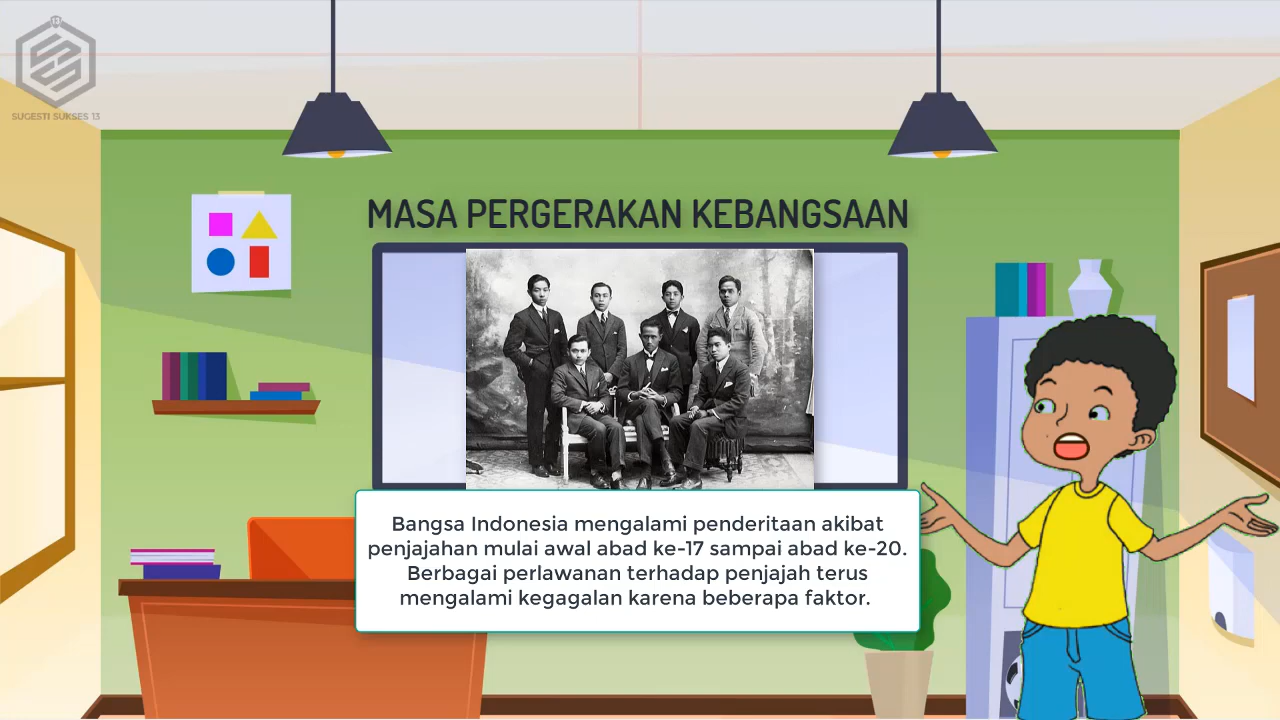 13
SUGESTI SUKSES 13
MASA PERGERAKAN KEBANGSAAN
Bangsa Indonesia mengalami penderitaan akibat
penjajahan mulai awal abad ke-17 sampai abad ke-20.
Berbagai perlawanan terhadap penjajah terus
mengalami kegagalan karena beberapa faktor.